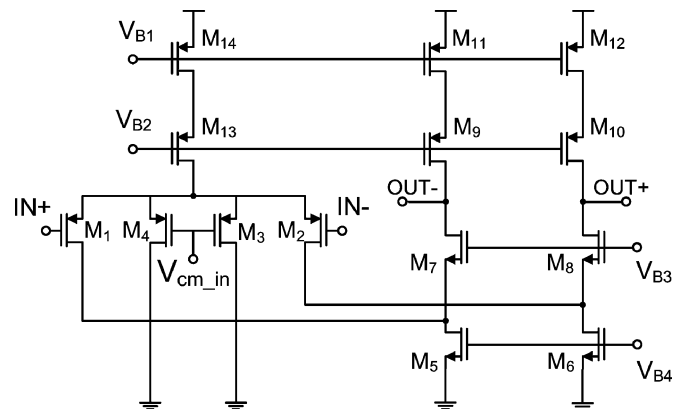 V_B1
M_14
M_11
M_12
V_B2
M_13
M_9
M_10
OUT-
OUT+
IN+
IN-
M_1
M_4
M_3
M_2
V_cm_in
M_7
M_8
V_B3
M_5
M_6
V_B4